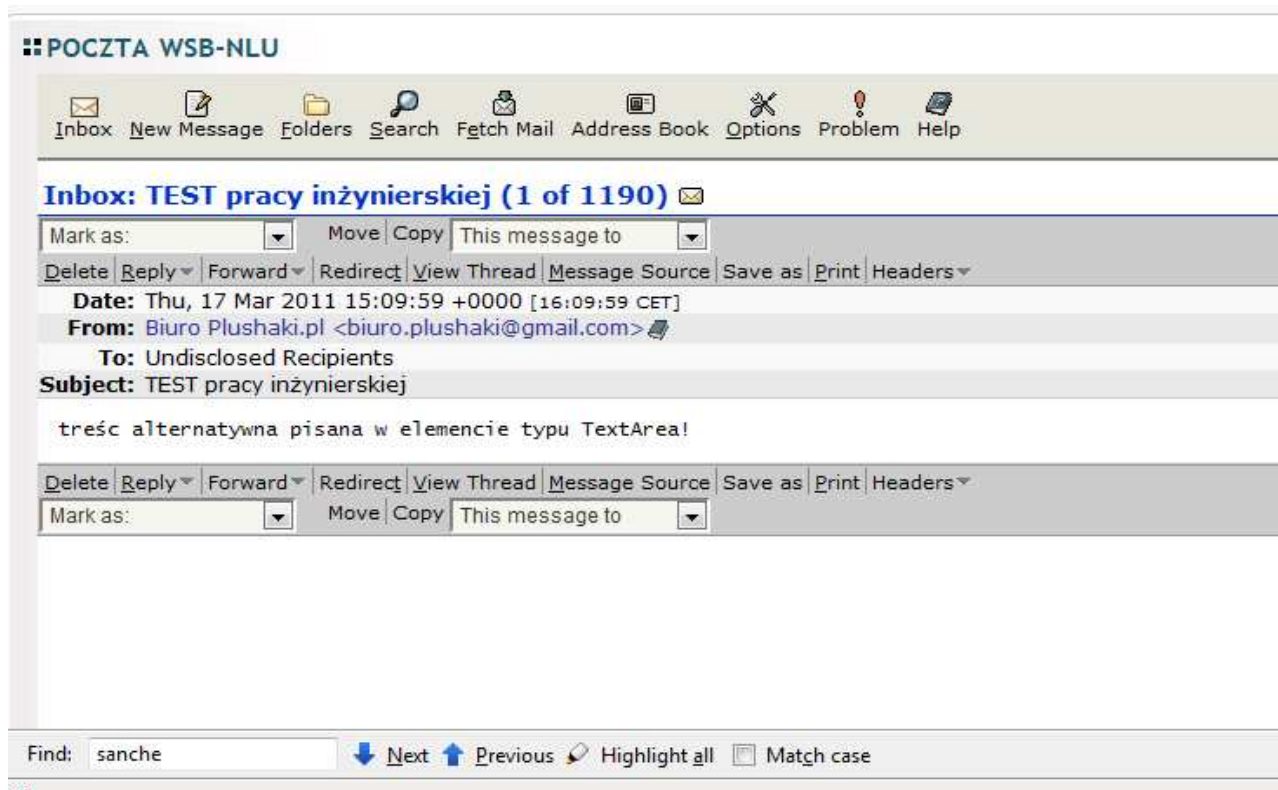 POCZTA WSB-NLU
Inbox New Message Folders Search Fetch Mail Address Book Options Problem Help
Inbox: TEST pracy inżynierskiej (1 of 1190)
Mark as: Move Copy This message to
Delete Reply Forward Redirect View Thread Message Source Save as Print Headers
Date: Thu, 17 Mar 2011 15:09:59 +0000 [16:09:59 CET]
From: Biuro Plushaki.pl <biuro.plushaki@gmail.com>
To: Undisclosed Recipients
Subject: TEST pracy inżynierskiej
treśc alternatywna pisana w elemencie typu TextArea!
Delete Reply Forward Redirect View Thread Message Source Save as Print Headers
Mark as: Move Copy This message to
Find: sanche Next Previous Highlight all Match case